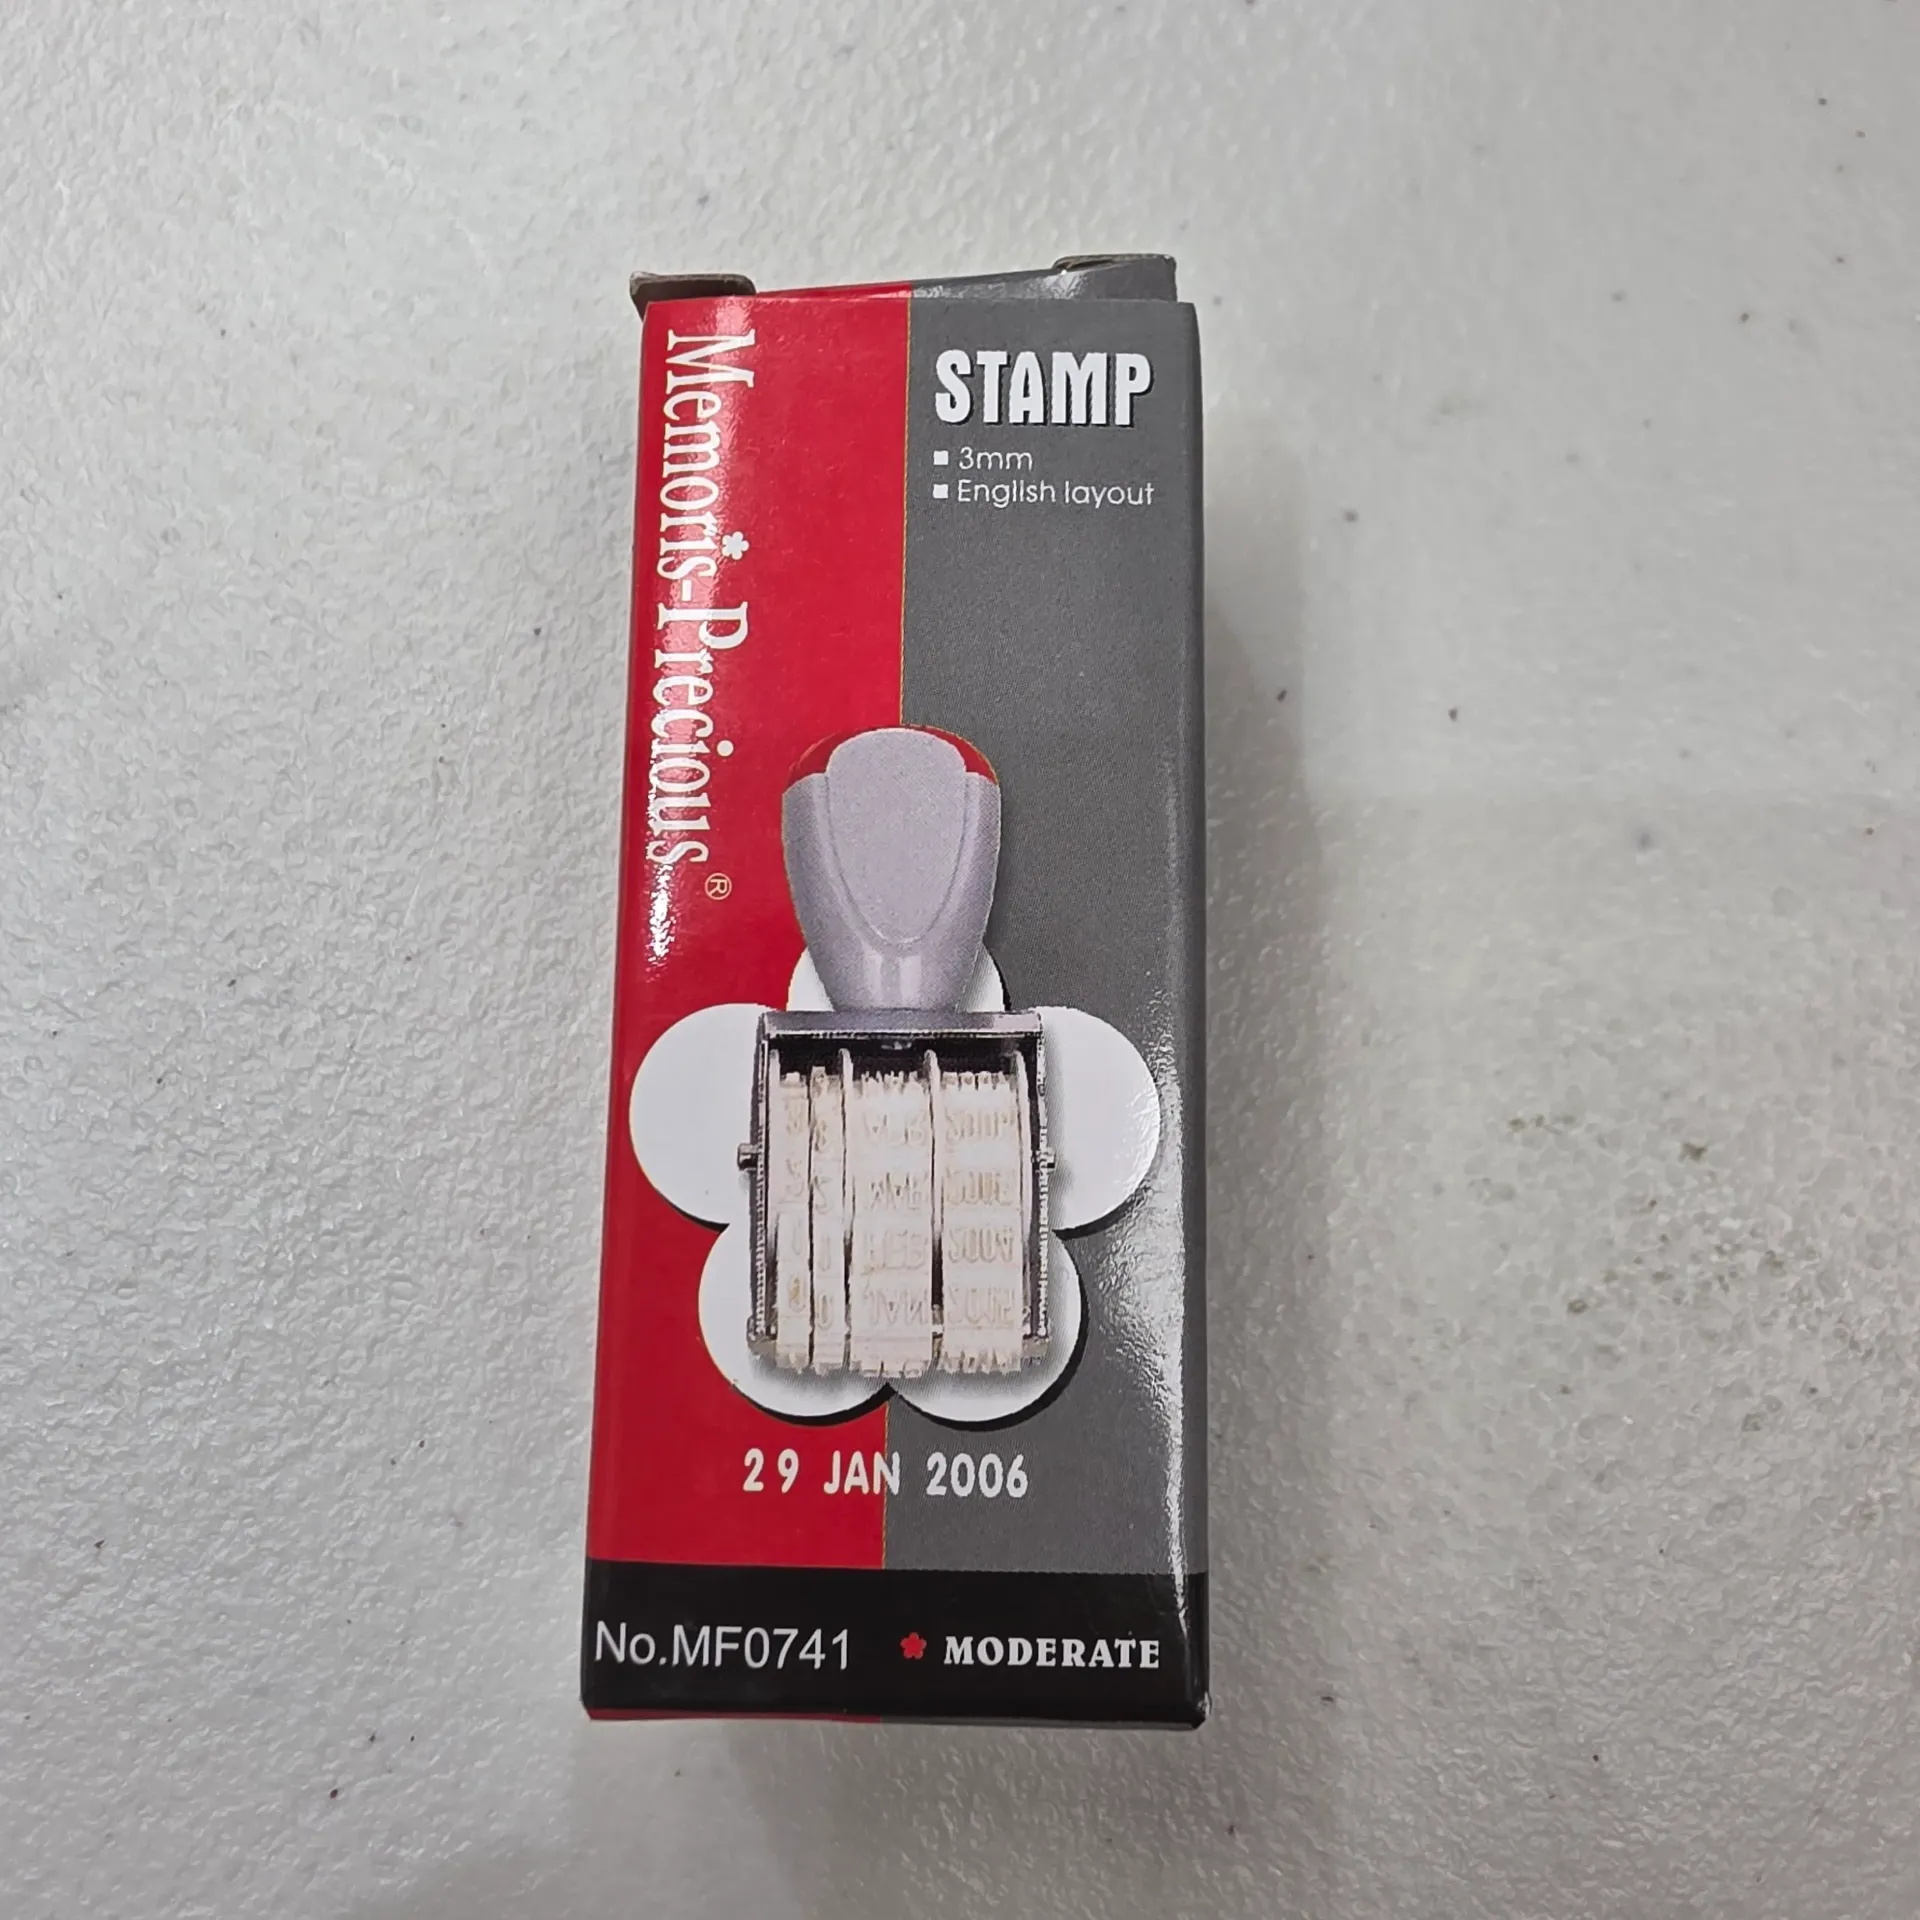 Memoris-Precious®
STAMP
3mm
English layout
29 JAN 2006
No.MF0741
MODERATE